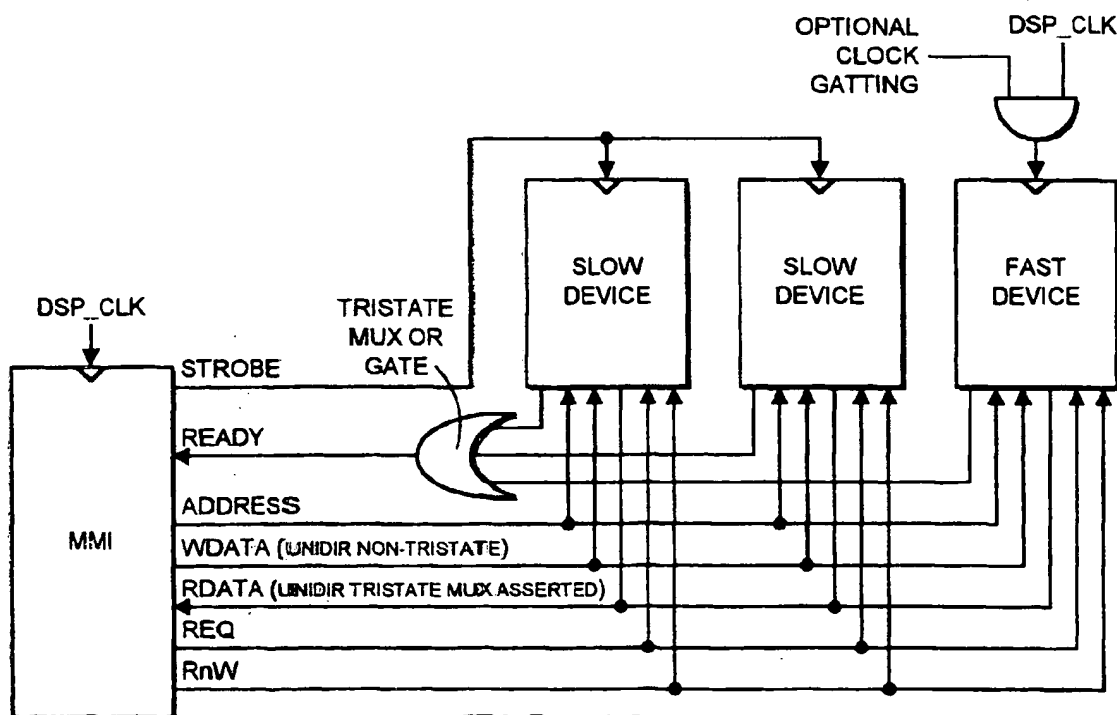 OPTIONAL
CLOCK
GATTING
DSP_CLK
SLOW
DEVICE
SLOW
DEVICE
FAST
DEVICE
DSP_CLK
TRISTATE
MUX OR
GATE
STROBE
READY
ADDRESS
MMI
WDATA (UNIDIR NON-TRISTATE)
RDATA (UNIDIR TRISTATE MUX ASSERTED)
REQ
RnW